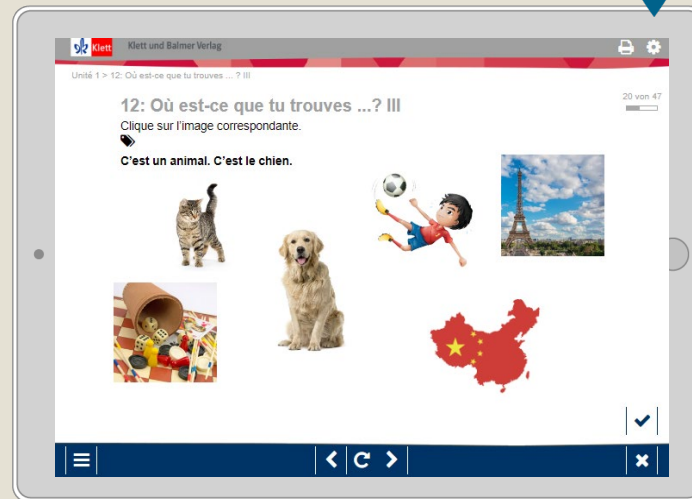 Klett
Klett und Balmer Verlag
Unité 1 > 12: Où est-ce que tu trouves ... ? III
20 von 47
12: Où est-ce que tu trouves ...? III
Clique sur l'image correspondante.
C'est un animal. C'est le chien.